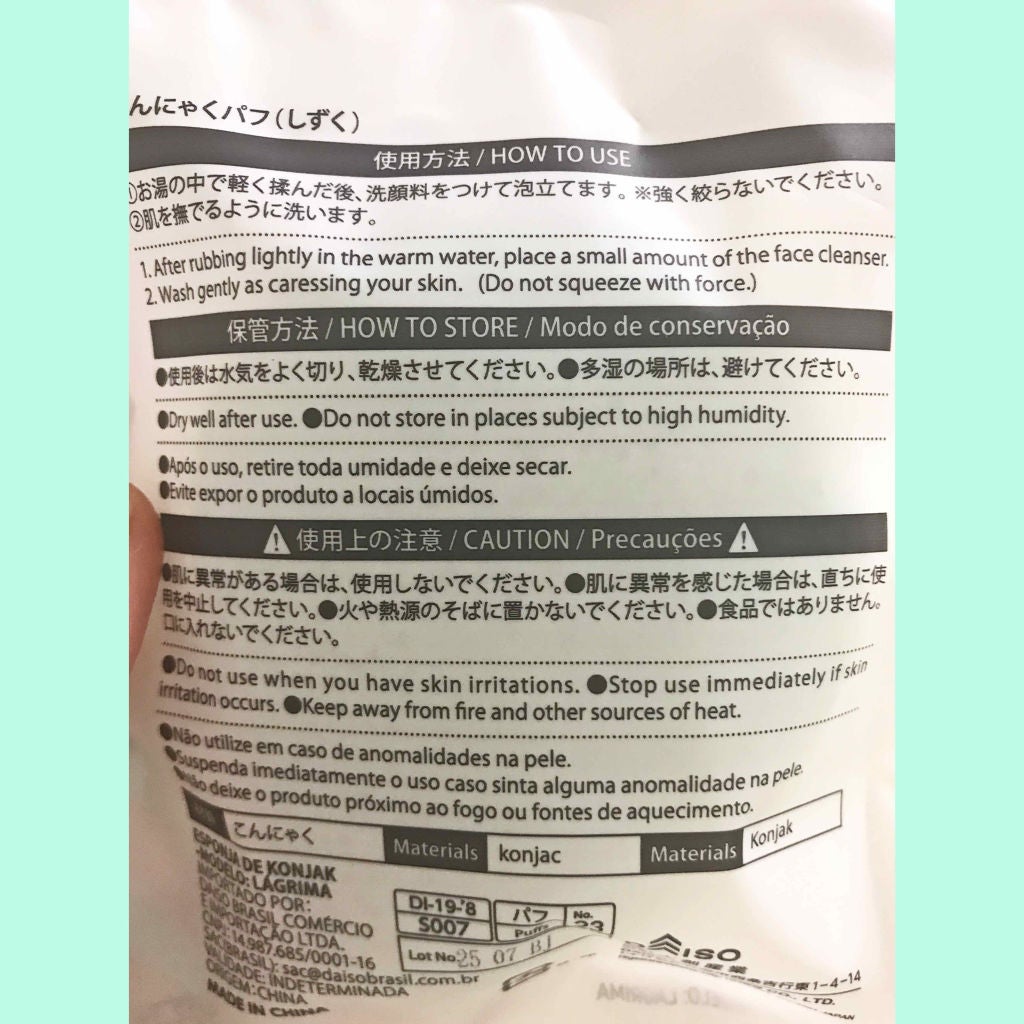 んにゃくパフ(しずく)
使用方法 / HOW TO USE
①お湯の中で軽く揉んだ後、洗顔料をつけて泡立てます。※強く絞らないでください。
②肌を撫でるように洗います。
1. After rubbing lightly in the warm water, place a small amount of the face cleanser.
2. Wash gently as caressing your skin. (Do not squeeze with force.)
保管方法 / HOW TO STORE / Modo de conservação
●使用後は水気をよく切り、乾燥させてください。●多湿の場所は、避けてください。
●Dry well after use. ●Do not store in places subject to high humidity.
●Após o uso, retire toda umidade e deixe secar.
●Evite expor o produto a locais úmidos.
使用上の注意 / CAUTION / Precauções
●肌に異常がある場合は、使用しないでください。●肌に異常を感じた場合は、直ちに使
用を中止してください。●火や熱源のそばに置かないでください。●食品ではありません。
口に入れないでください。
●Do not use when you have skin irritations. ●Stop use immediately if skin
irritation occurs. ●Keep away from fire and other sources of heat.
●Não utilize em caso de anomalidades na pele.
●Suspenda imediatamente o uso caso sinta alguma anomalidade na pele.
●Não deixe o produto próximo ao fogo ou fontes de aquecimento.
こんにゃく Materials konjac Materials Konjak
ESPONJA DE KONJAK
*MODELO: LÁGRIMA
IMPORTADO POR:
DAISO BRASIL COMÉRCIO
E IMPORTAÇÃO LTDA.
CNPJ: 14.987.685/0001-16
SAC(BRASIL): sac@daisobrasil.com.br
VALIDADE: INDETERMINADA
ORIGEM: CHINA
MADE IN CHINA
DI-19-'8
S007
パフ
Puffs
No.
23
Lot No 25 07 BJ
ISO
産業
吉行東1-4-14
CO., LTD.
JAPAN